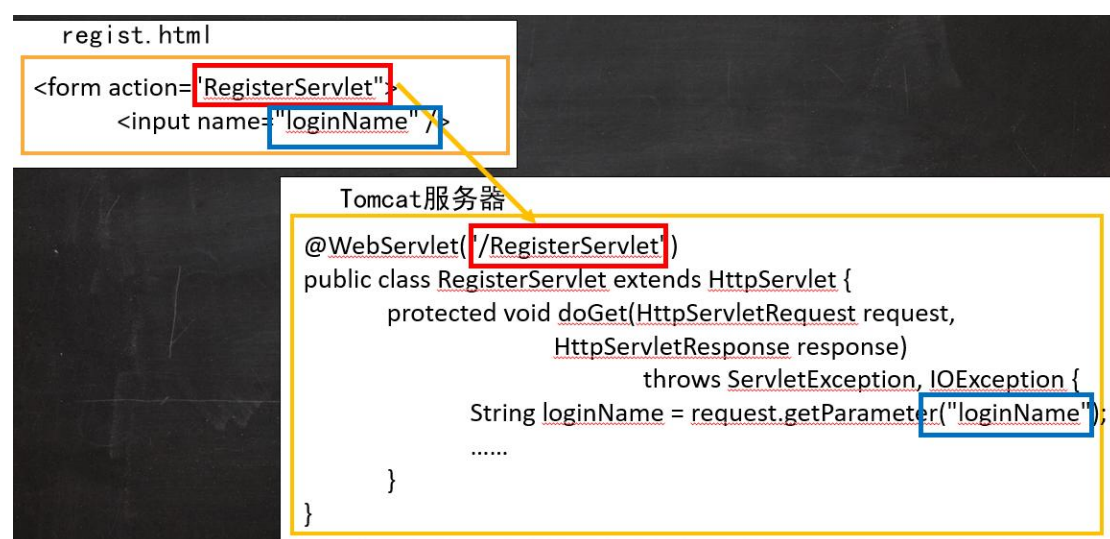 regist.html
<form action="RegisterServlet">
<input name="loginName" />
Tomcat服务器
@WebServlet("/RegisterServlet")
public class RegisterServlet extends HttpServlet {
protected void doGet(HttpServletRequest request,
HttpServletResponse response)
throws ServletException, IOException {
String loginName = request.getParameter("loginName");
……
}
}